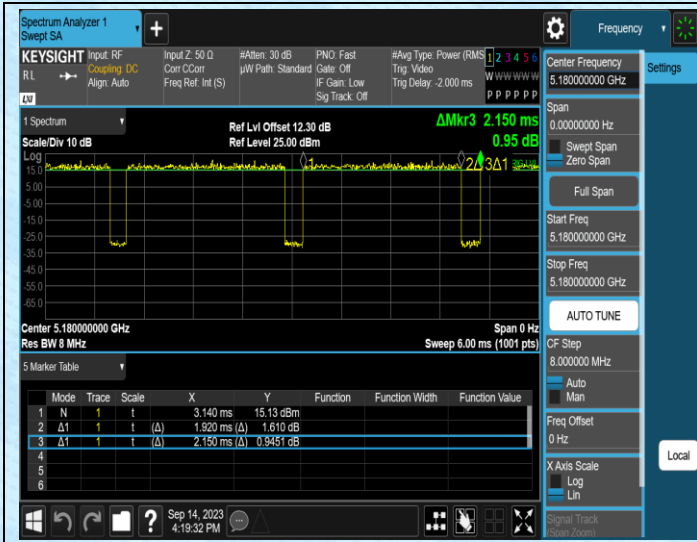 Spectrum Analyzer 1
Swept SA
Frequency
KEYSIGHT
RL
LXI
Input: RF
Coupling: DC
Align: Auto
Input Z: 50 Ω
Corr CCorr
Freq Ref: Int (S)
#Atten: 30 dB
µW Path: Standard
PNO: Fast
Gate: Off
IF Gain: Low
Sig Track: Off
#Avg Type: Power (RMS
Trig: Video
Trig Delay: -2.000 ms
1 2 3 4 5 6
W W W W W W
P P P P P P
1 Spectrum
Scale/Div 10 dB
Log
Ref Lvl Offset 12.30 dB
Ref Level 25.00 dBm
ΔMkr3 2.150 ms
0.95 dB
1
2Δ
3Δ1
15.0
5.00
-5.00
-15.0
-25.0
-35.0
-45.0
-55.0
-65.0
Center 5.180000000 GHz
Res BW 8 MHz
Span 0 Hz
Sweep 6.00 ms (1001 pts)
5 Marker Table
Mode Trace Scale X Y Function Function Width Function Value
1 N 1 t 3.140 ms 15.13 dBm
2 Δ1 1 t (Δ) 1.920 ms (Δ) 1.610 dB
3 Δ1 1 t (Δ) 2.150 ms (Δ) 0.9451 dB
4
5
6
?
Sep 14, 2023
4:19:32 PM
Center Frequency
5.180000000 GHz
Span
0.00000000 Hz
Swept Span
Zero Span
Full Span
Start Freq
5.180000000 GHz
Stop Freq
5.180000000 GHz
AUTO TUNE
CF Step
8.000000 MHz
Auto
Man
Freq Offset
0 Hz
X Axis Scale
Log
Lin
Signal Track
(Span Zoom)
Settings
Local